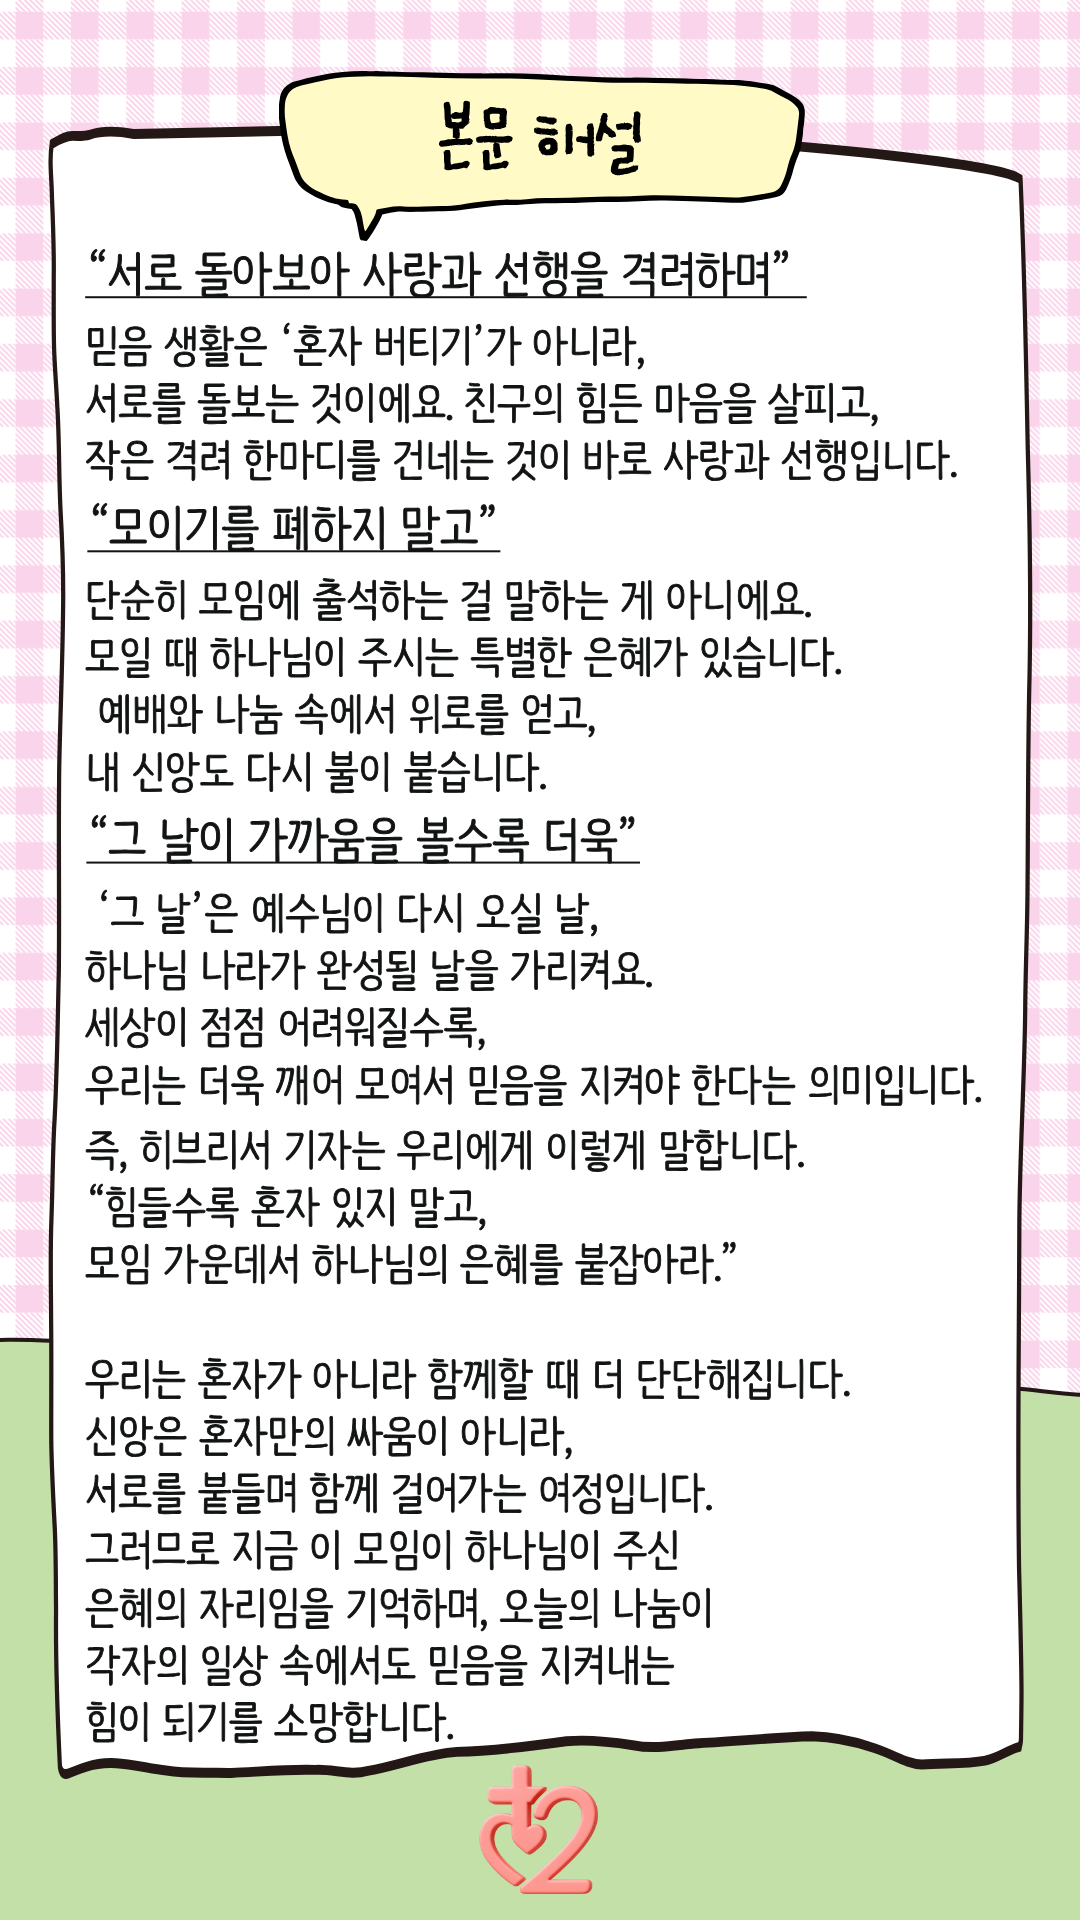 본문 해설
“서로 돌아보아 사랑과 선행을 격려하며”
믿음 생활은 ‘혼자 버티기’가 아니라,
서로를 돌보는 것이에요. 친구의 힘든 마음을 살피고,
작은 격려 한마디를 건네는 것이 바로 사랑과 선행입니다.
“모이기를 폐하지 말고”
단순히 모임에 출석하는 걸 말하는 게 아니에요.
모일 때 하나님이 주시는 특별한 은혜가 있습니다.
예배와 나눔 속에서 위로를 얻고,
내 신앙도 다시 불이 붙습니다.
“그 날이 가까움을 볼수록 더욱”
‘그 날’은 예수님이 다시 오실 날,
하나님 나라가 완성될 날을 가리켜요.
세상이 점점 어려워질수록,
우리는 더욱 깨어 모여서 믿음을 지켜야 한다는 의미입니다.
즉, 히브리서 기자는 우리에게 이렇게 말합니다.
“힘들수록 혼자 있지 말고,
모임 가운데서 하나님의 은혜를 붙잡아라.”
우리는 혼자가 아니라 함께할 때 더 단단해집니다.
신앙은 혼자만의 싸움이 아니라,
서로를 붙들며 함께 걸어가는 여정입니다.
그러므로 지금 이 모임이 하나님이 주신
은혜의 자리임을 기억하며, 오늘의 나눔이
각자의 일상 속에서도 믿음을 지켜내는
힘이 되기를 소망합니다.